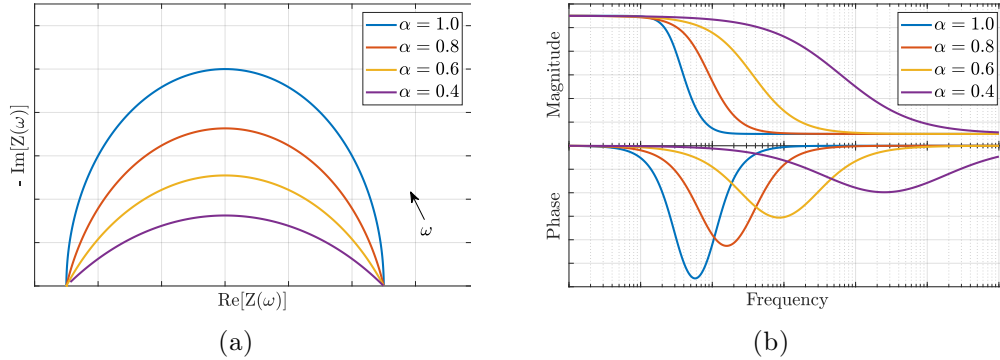 - Im[Z(ω)]
α = 1.0
α = 0.8
α = 0.6
α = 0.4
ω
Re[Z(ω)]
(a)
Magnitude
α = 1.0
α = 0.8
α = 0.6
α = 0.4
Phase
Frequency
(b)